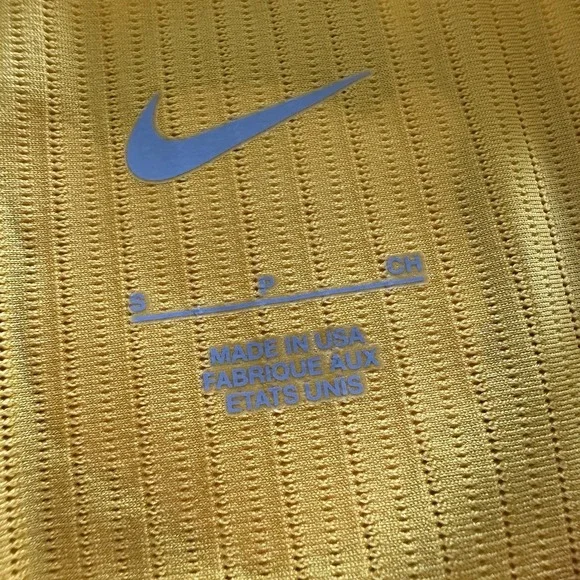 S P CH
MADE IN USA
FABRIQUE AUX
ETATS UNIS